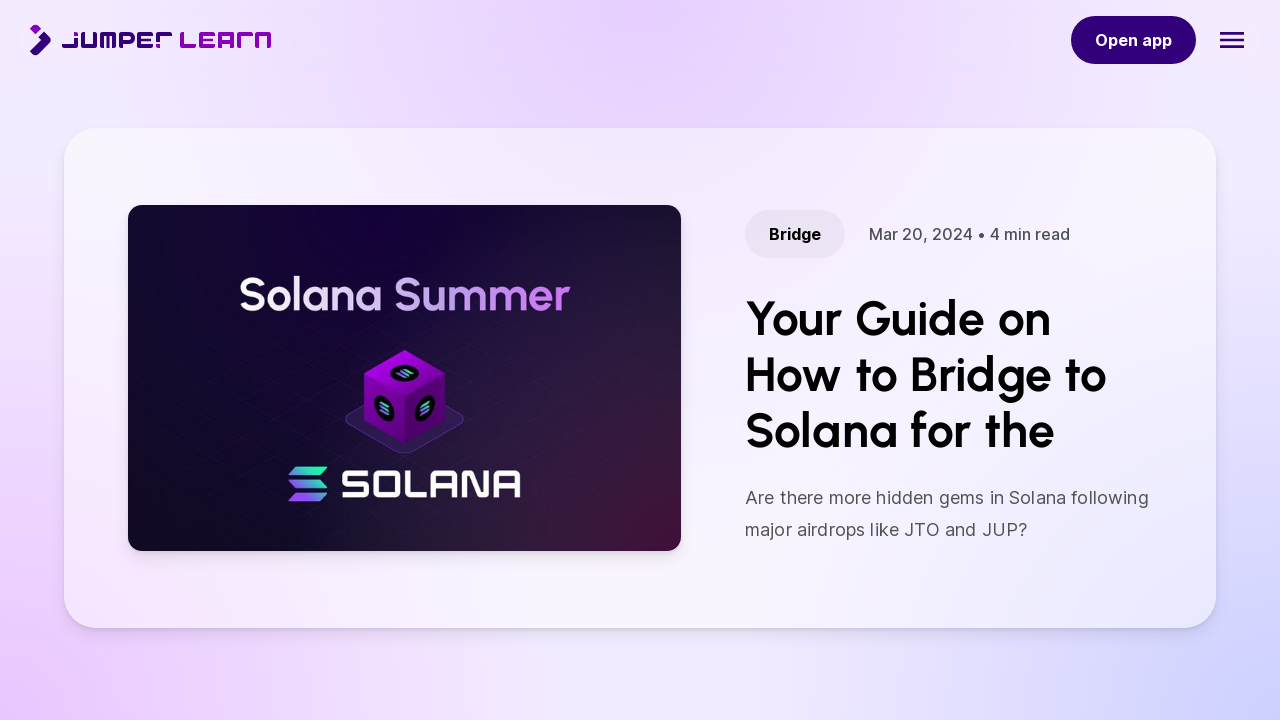 JUMPER LEARN
Open app
Solana Summer
SOLANA
Bridge
Mar 20, 2024 • 4 min read
Your Guide on
How to Bridge to
Solana for the
Are there more hidden gems in Solana following
major airdrops like JTO and JUP?